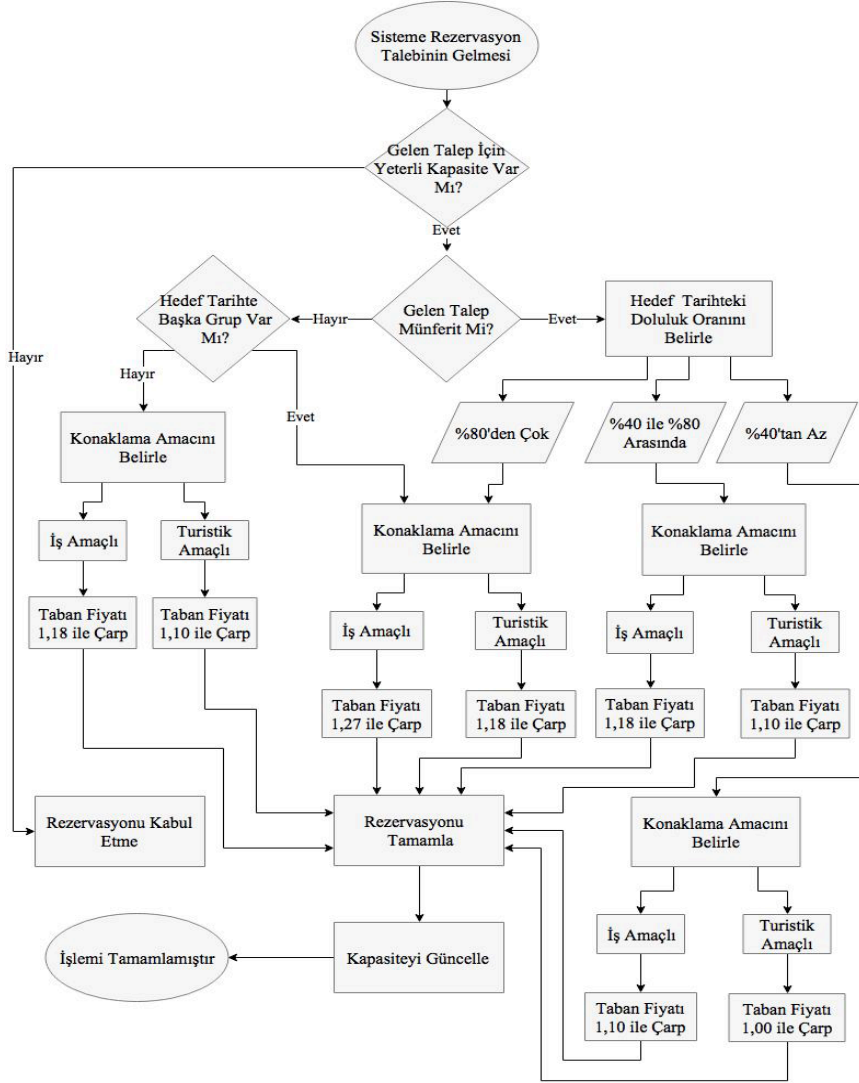 Sisteme Rezervasyon
Talebinin Gelmesi
Gelen Talep İçin
Yeterli Kapasite Var
Mı?
Evet
Hayır
Gelen Talep
Münferit Mi?
Hayır
Evet
Hedef Tarihte
Başka Grup Var
Mı?
Hayır
Evet
Hedef Tarihteki
Doluluk Oranını
Belirle
%80'den Çok
%40 ile %80
Arasında
%40'tan Az
Konaklama Amacını
Belirle
İş Amaçlı
Turistik
Amaçlı
Taban Fiyatı
1,18 ile Çarp
Taban Fiyatı
1,10 ile Çarp
Konaklama Amacını
Belirle
İş Amaçlı
Turistik
Amaçlı
Taban Fiyatı
1,27 ile Çarp
Taban Fiyatı
1,18 ile Çarp
Konaklama Amacını
Belirle
İş Amaçlı
Turistik
Amaçlı
Taban Fiyatı
1,18 ile Çarp
Taban Fiyatı
1,10 ile Çarp
Rezervasyonu Kabul
Etme
Rezervasyonu
Tamamla
Konaklama Amacını
Belirle
İş Amaçlı
Turistik
Amaçlı
Taban Fiyatı
1,10 ile Çarp
Taban Fiyatı
1,00 ile Çarp
Kapasiteyi Güncelle
İşlemi Tamamlamıştır